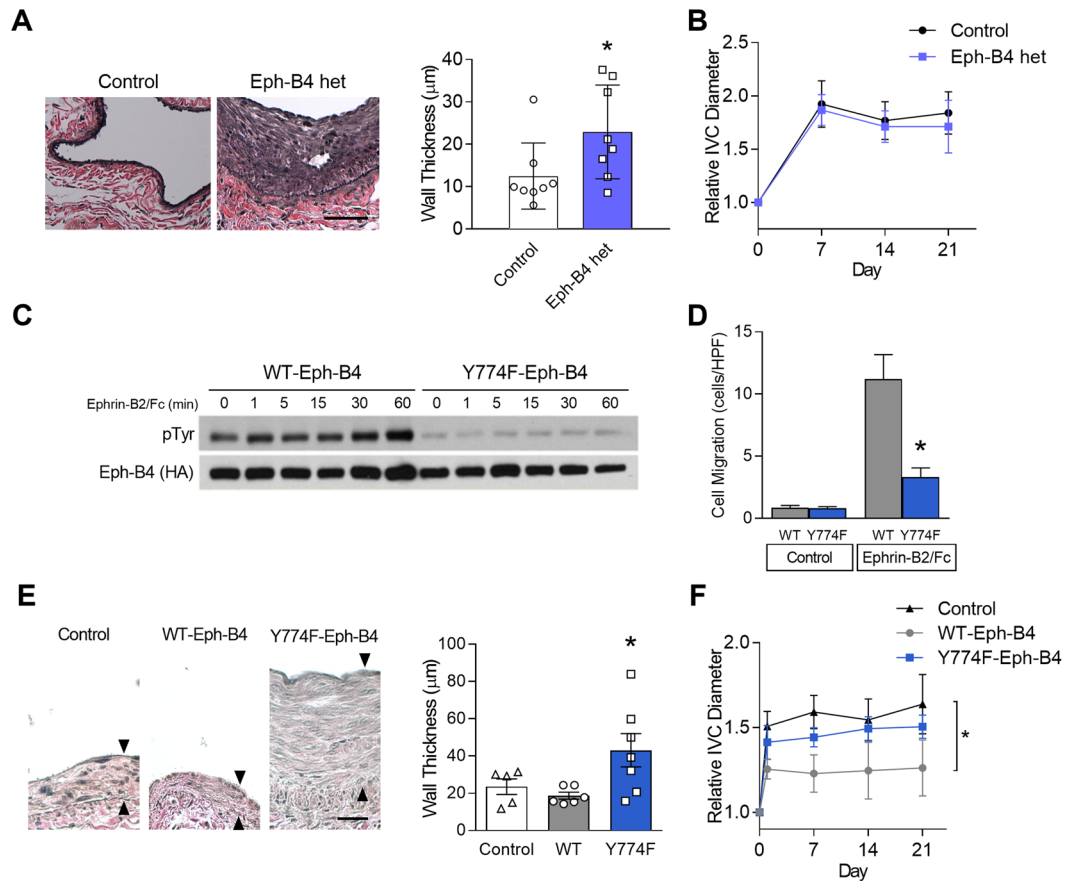 A
Control
Eph-B4 het
Wall Thickness (μm)
40
30
20
10
0
*
Control
Eph-B4 het
B
Control
Eph-B4 het
Relative IVC Diameter
2.5
2.0
1.5
1.0
0 7 14 21
Day
C
WT-Eph-B4 Y774F-Eph-B4
Ephrin-B2/Fc (min) 0 1 5 15 30 60 0 1 5 15 30 60
pTyr
Eph-B4 (HA)
D
Cell Migration (cells/HPF)
15
10
5
0
*
WT Y774F WT Y774F
Control Ephrin-B2/Fc
E
Control WT-Eph-B4 Y774F-Eph-B4
Wall Thickness (μm)
100
80
60
40
20
0
*
Control WT Y774F
F
Control
WT-Eph-B4
Y774F-Eph-B4
Relative IVC Diameter
2.0
1.5
1.0
*
0 7 14 21
Day